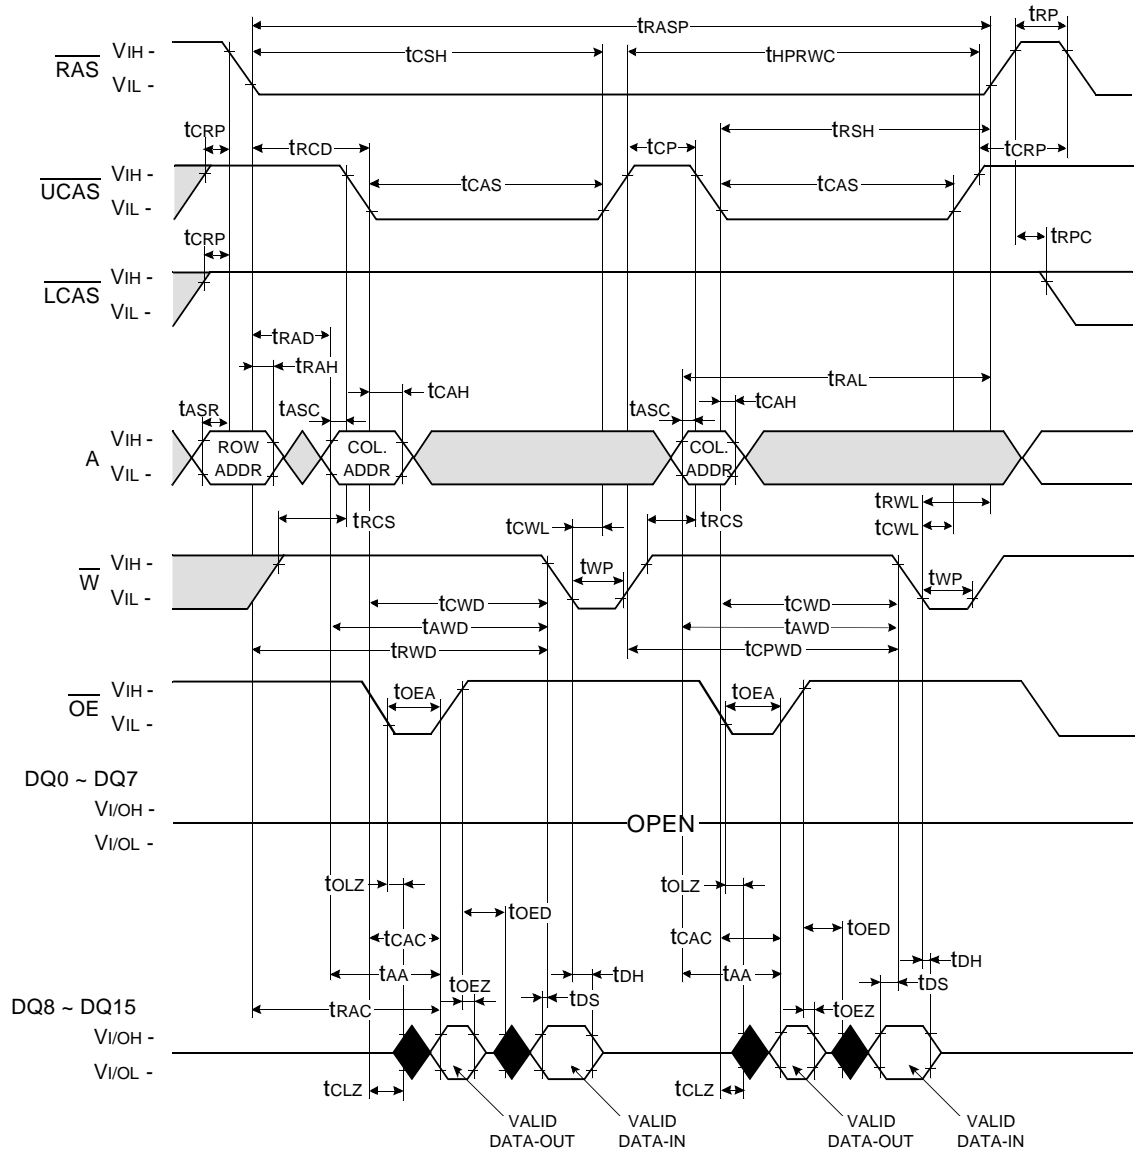 tRASP
tRP
VIH -
RAS
VIL -
tCSH
tHPRWC
tCRP
tRCD
tCP
tRSH
tCRP
VIH -
UCAS
VIL -
tCAS
tCAS
tCRP
tRPC
VIH -
LCAS
VIL -
tRAD
tRAH
tCAH
tRAL
tASR
tASC
tASC
tCAH
VIH -
A
VIL -
ROW
ADDR
COL.
ADDR
COL.
ADDR
tRCS
tCWL
tRCS
tRWL
tCWL
VIH -
W
VIL -
tWP
tWP
tCWD
tCWD
tAWD
tAWD
tRWD
tCPWD
VIH -
OE
VIL -
tOEA
tOEA
DQ0 ~ DQ7
VI/OH -
VI/OL -
OPEN
tOLZ
tOLZ
tOED
tOED
tCAC
tCAC
tAA
tAA
tDH
tDH
tOEZ
tDS
tDS
tRAC
tOEZ
DQ8 ~ DQ15
VI/OH -
VI/OL -
tCLZ
tCLZ
VALID
DATA-OUT
VALID
DATA-IN
VALID
DATA-OUT
VALID
DATA-IN